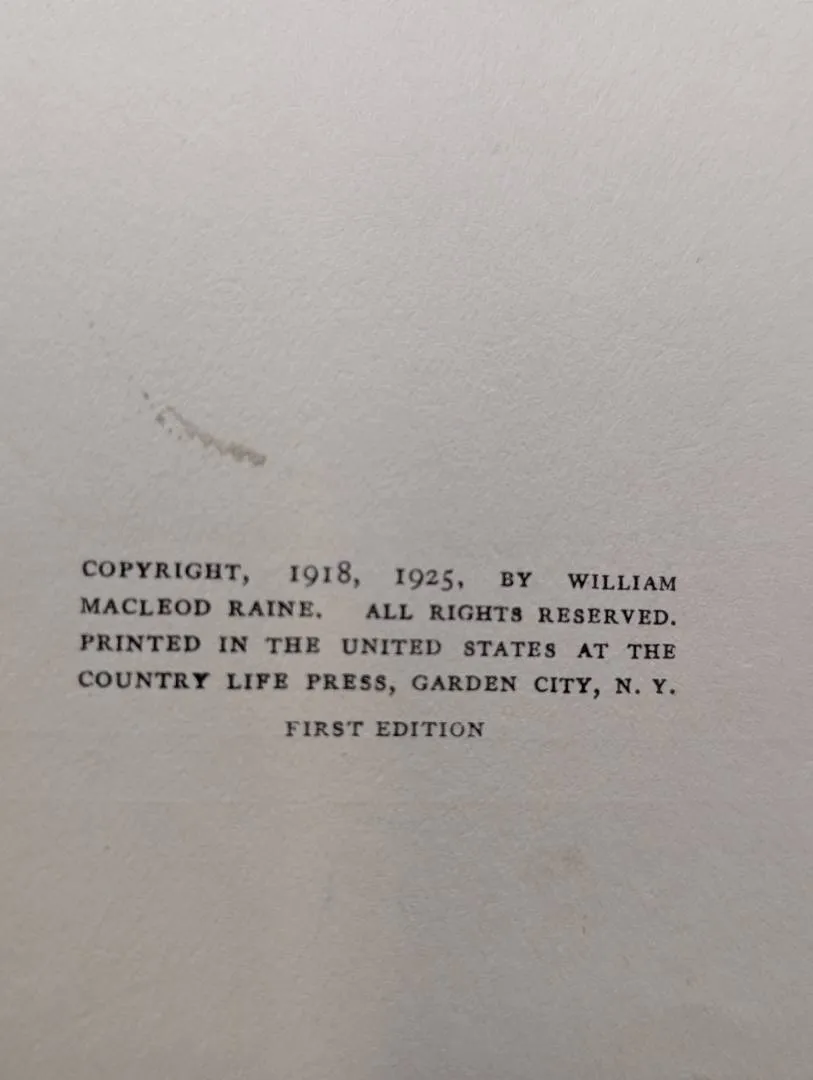 COPYRIGHT, 1918, 1925, BY WILLIAM
MACLEOD RAINE. ALL RIGHTS RESERVED.
PRINTED IN THE UNITED STATES AT THE
COUNTRY LIFE PRESS, GARDEN CITY, N. Y.
FIRST EDITION